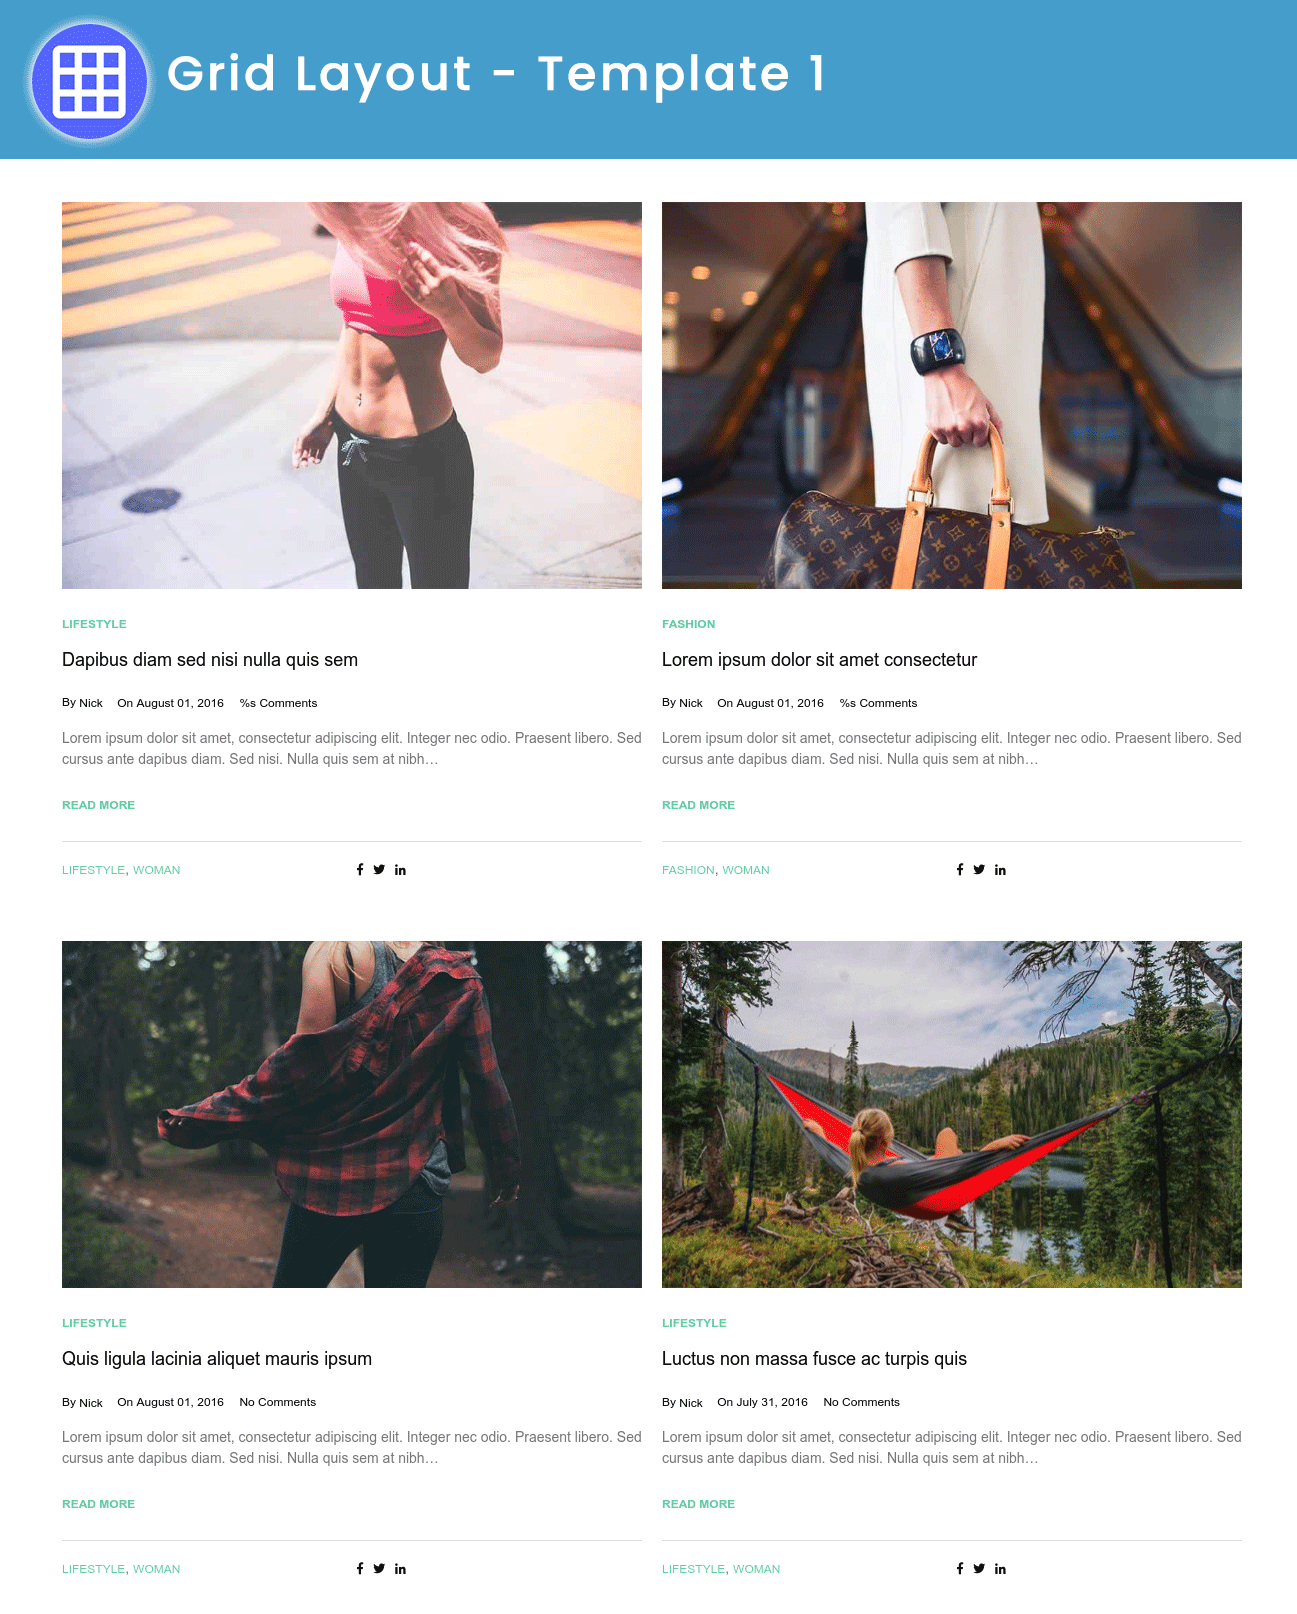 Grid Layout - Template 1
LIFESTYLE
Dapibus diam sed nisi nulla quis sem
By Nick On August 01, 2016 %s Comments
Lorem ipsum dolor sit amet, consectetur adipiscing elit. Integer nec odio. Praesent libero. Sed
cursus ante dapibus diam. Sed nisi. Nulla quis sem at nibh…
READ MORE
LIFESTYLE, WOMAN
FASHION
Lorem ipsum dolor sit amet consectetur
By Nick On August 01, 2016 %s Comments
Lorem ipsum dolor sit amet, consectetur adipiscing elit. Integer nec odio. Praesent libero. Sed
cursus ante dapibus diam. Sed nisi. Nulla quis sem at nibh…
READ MORE
FASHION, WOMAN
LIFESTYLE
Quis ligula lacinia aliquet mauris ipsum
By Nick On August 01, 2016 No Comments
Lorem ipsum dolor sit amet, consectetur adipiscing elit. Integer nec odio. Praesent libero. Sed
cursus ante dapibus diam. Sed nisi. Nulla quis sem at nibh…
READ MORE
LIFESTYLE, WOMAN
LIFESTYLE
Luctus non massa fusce ac turpis quis
By Nick On July 31, 2016 No Comments
Lorem ipsum dolor sit amet, consectetur adipiscing elit. Integer nec odio. Praesent libero. Sed
cursus ante dapibus diam. Sed nisi. Nulla quis sem at nibh…
READ MORE
LIFESTYLE, WOMAN